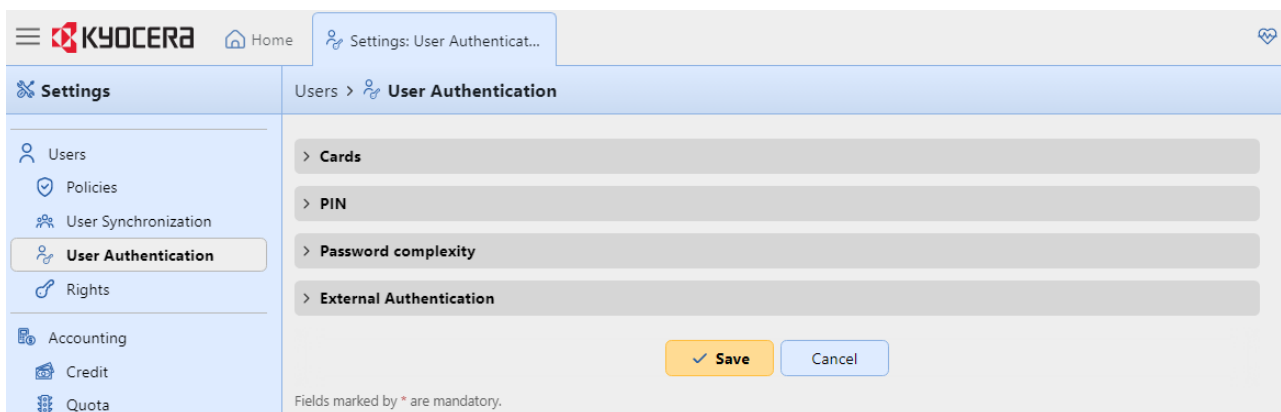 KYOCERA Home Settings: User Authenticat...
Settings
Users > User Authentication
Users
Policies
User Synchronization
User Authentication
Rights
Accounting
Credit
Quota
> Cards
> PIN
> Password complexity
> External Authentication
Save Cancel
Fields marked by * are mandatory.